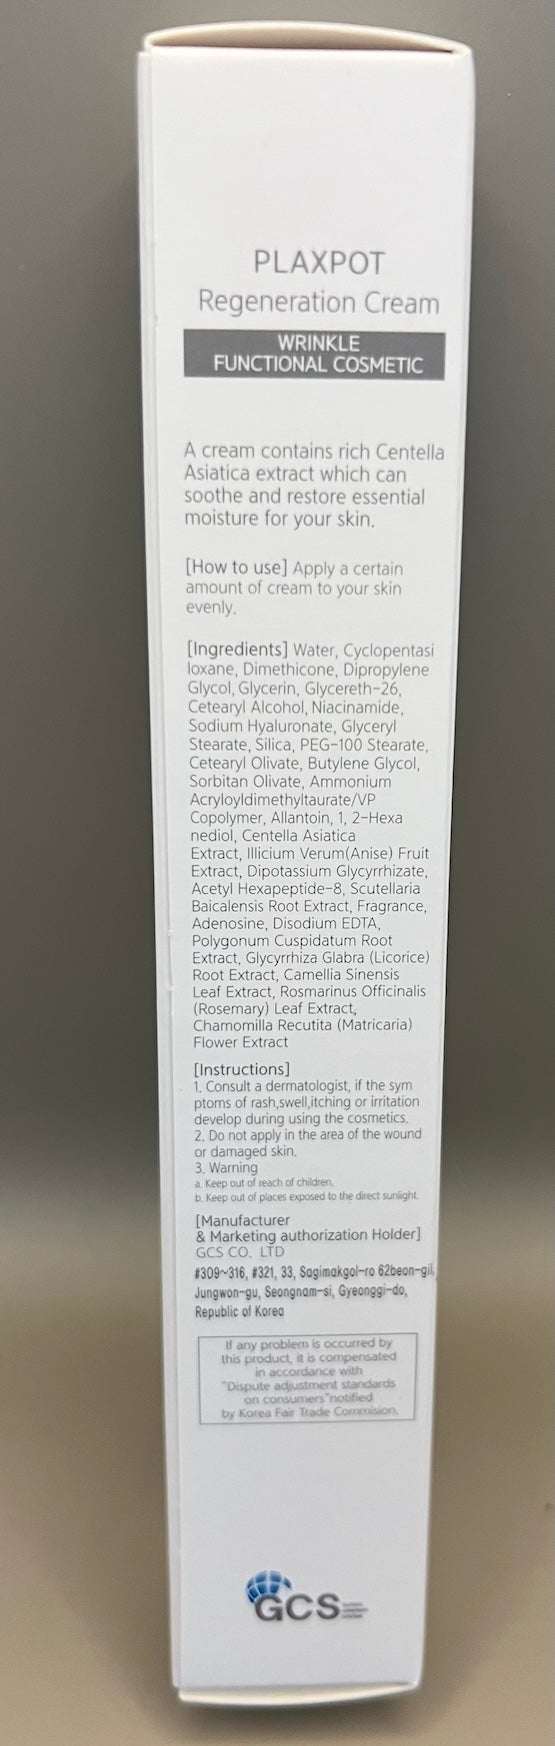 PLAXPOT
Regeneration Cream
WRINKLE
FUNCTIONAL COSMETIC
A cream contains rich Centella
Asiatica extract which can
soothe and restore essential
moisture for your skin.
[How to use] Apply a certain
amount of cream to your skin
evenly.
[Ingredients] Water, Cyclopentasi
loxane, Dimethicone, Dipropylene
Glycol, Glycerin, Glycereth-26,
Cetearyl Alcohol, Niacinamide,
Sodium Hyaluronate, Glyceryl
Stearate, Silica, PEG-100 Stearate,
Cetearyl Olivate, Butylene Glycol,
Sorbitan Olivate, Ammonium
Acryloyldimethyltaurate/VP
Copolymer, Allantoin, 1, 2-Hexa
nediol, Centella Asiatica
Extract, Illicium Verum(Anise) Fruit
Extract, Dipotassium Glycyrrhizate,
Acetyl Hexapeptide-8, Scutellaria
Baicalensis Root Extract, Fragrance,
Adenosine, Disodium EDTA,
Polygonum Cuspidatum Root
Extract, Glycyrrhiza Glabra (Licorice)
Root Extract, Camellia Sinensis
Leaf Extract, Rosmarinus Officinalis
(Rosemary) Leaf Extract,
Chamomilla Recutita (Matricaria)
Flower Extract
[Instructions]
1. Consult a dermatologist, if the sym
ptoms of rash,swell,itching or irritation
develop during using the cosmetics.
2. Do not apply in the area of the wound
or damaged skin.
3. Warning
a. Keep out of reach of children.
b. Keep out of places exposed to the direct sunlight.
[Manufacturer
& Marketing authorization Holder]
GCS CO. LTD
#309~316, #321, 33, Sagimakgol-ro 62beon-gil,
Jungwon-gu, Seongnam-si, Gyeonggi-do,
Republic of Korea
If any problem is occurred by
this product, it is compensated
in accordance with
"Dispute adjustment standards
on consumers"notified
by Korea Fair Trade Commision.
GCS